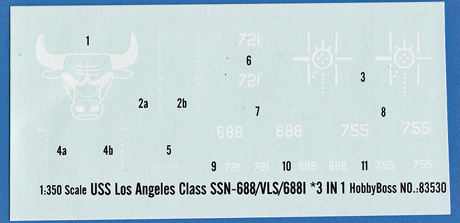 1
721
6
721
3
2a 2b
7 8
688 688 755 755
4a 4b 5
9 721 721 10 688 688 11 755 755
1:350 Scale USS Los Angeles Class SSN-688/VLS/688I *3 IN 1 HobbyBoss NO.:83530